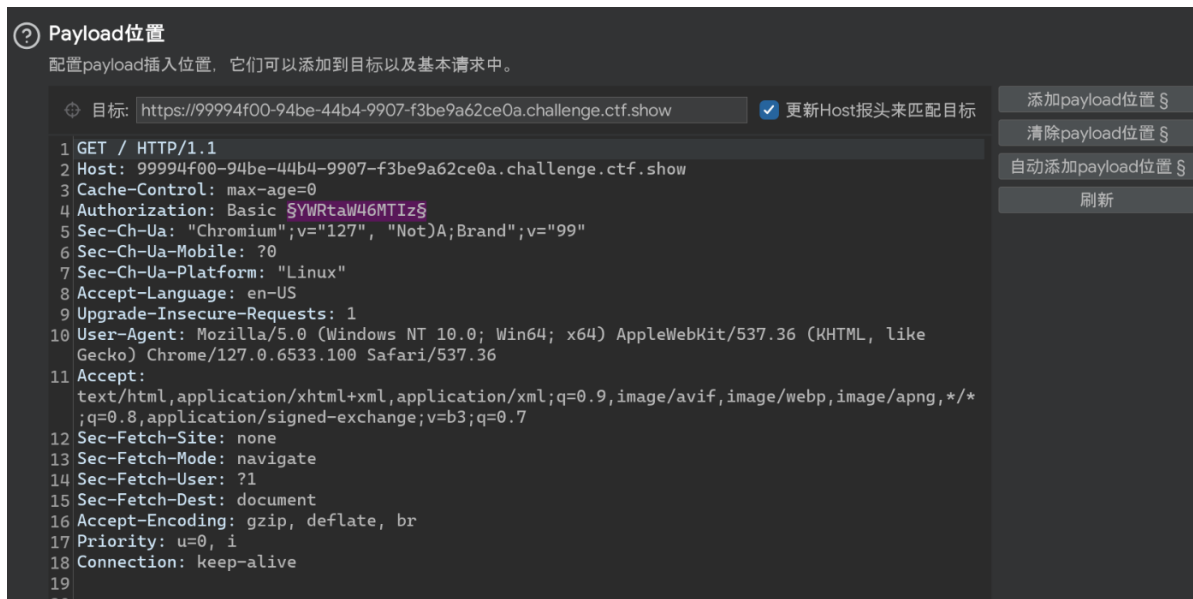 Payload位置
配置payload插入位置，它们可以添加到目标以及基本请求中。
目标: https://99994f00-94be-44b4-9907-f3be9a62ce0a.challenge.ctf.show
更新Host报头来匹配目标
添加payload位置 §
清除payload位置 §
自动添加payload位置 §
刷新
1 GET / HTTP/1.1
2 Host: 99994f00-94be-44b4-9907-f3be9a62ce0a.challenge.ctf.show
3 Cache-Control: max-age=0
4 Authorization: Basic §YWRtaW46MTIz§
5 Sec-Ch-Ua: "Chromium";v="127", "Not)A;Brand";v="99"
6 Sec-Ch-Ua-Mobile: ?0
7 Sec-Ch-Ua-Platform: "Linux"
8 Accept-Language: en-US
9 Upgrade-Insecure-Requests: 1
10 User-Agent: Mozilla/5.0 (Windows NT 10.0; Win64; x64) AppleWebKit/537.36 (KHTML, like
Gecko) Chrome/127.0.6533.100 Safari/537.36
11 Accept:
text/html,application/xhtml+xml,application/xml;q=0.9,image/avif,image/webp,image/apng,*/*
;q=0.8,application/signed-exchange;v=b3;q=0.7
12 Sec-Fetch-Site: none
13 Sec-Fetch-Mode: navigate
14 Sec-Fetch-User: ?1
15 Sec-Fetch-Dest: document
16 Accept-Encoding: gzip, deflate, br
17 Priority: u=0, i
18 Connection: keep-alive
19